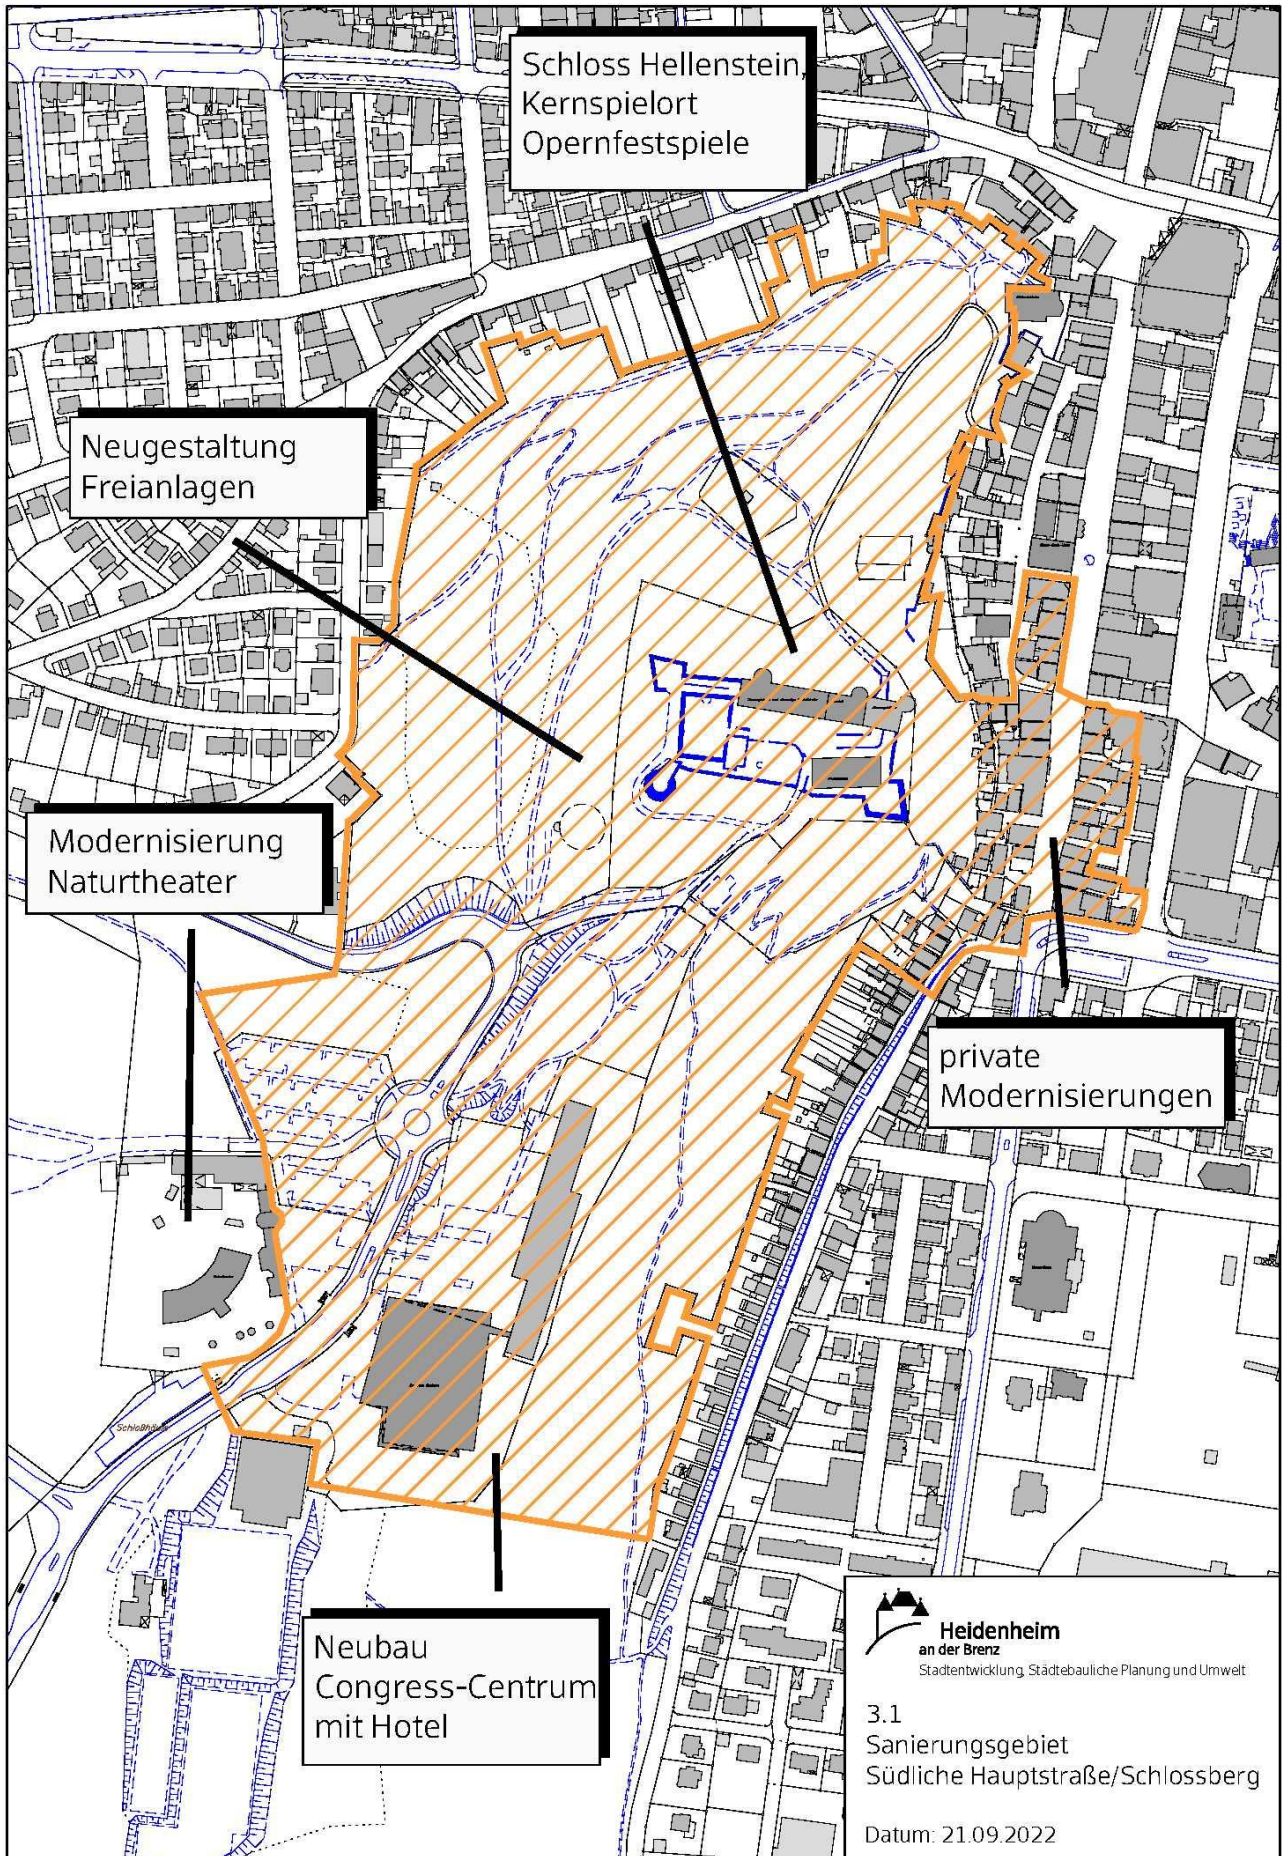 Schloss Hellenstein,
Kernspielort
Opernfestspiele
Neugestaltung
Freianlagen
Modernisierung
Naturtheater
private
Modernisierungen
Neubau
Congress-Centrum
mit Hotel
Heidenheim
an der Brenz
Stadtentwicklung, Städtebauliche Planung und Umwelt
3.1
Sanierungsgebiet
Südliche Hauptstraße/Schlossberg
Datum: 21.09.2022